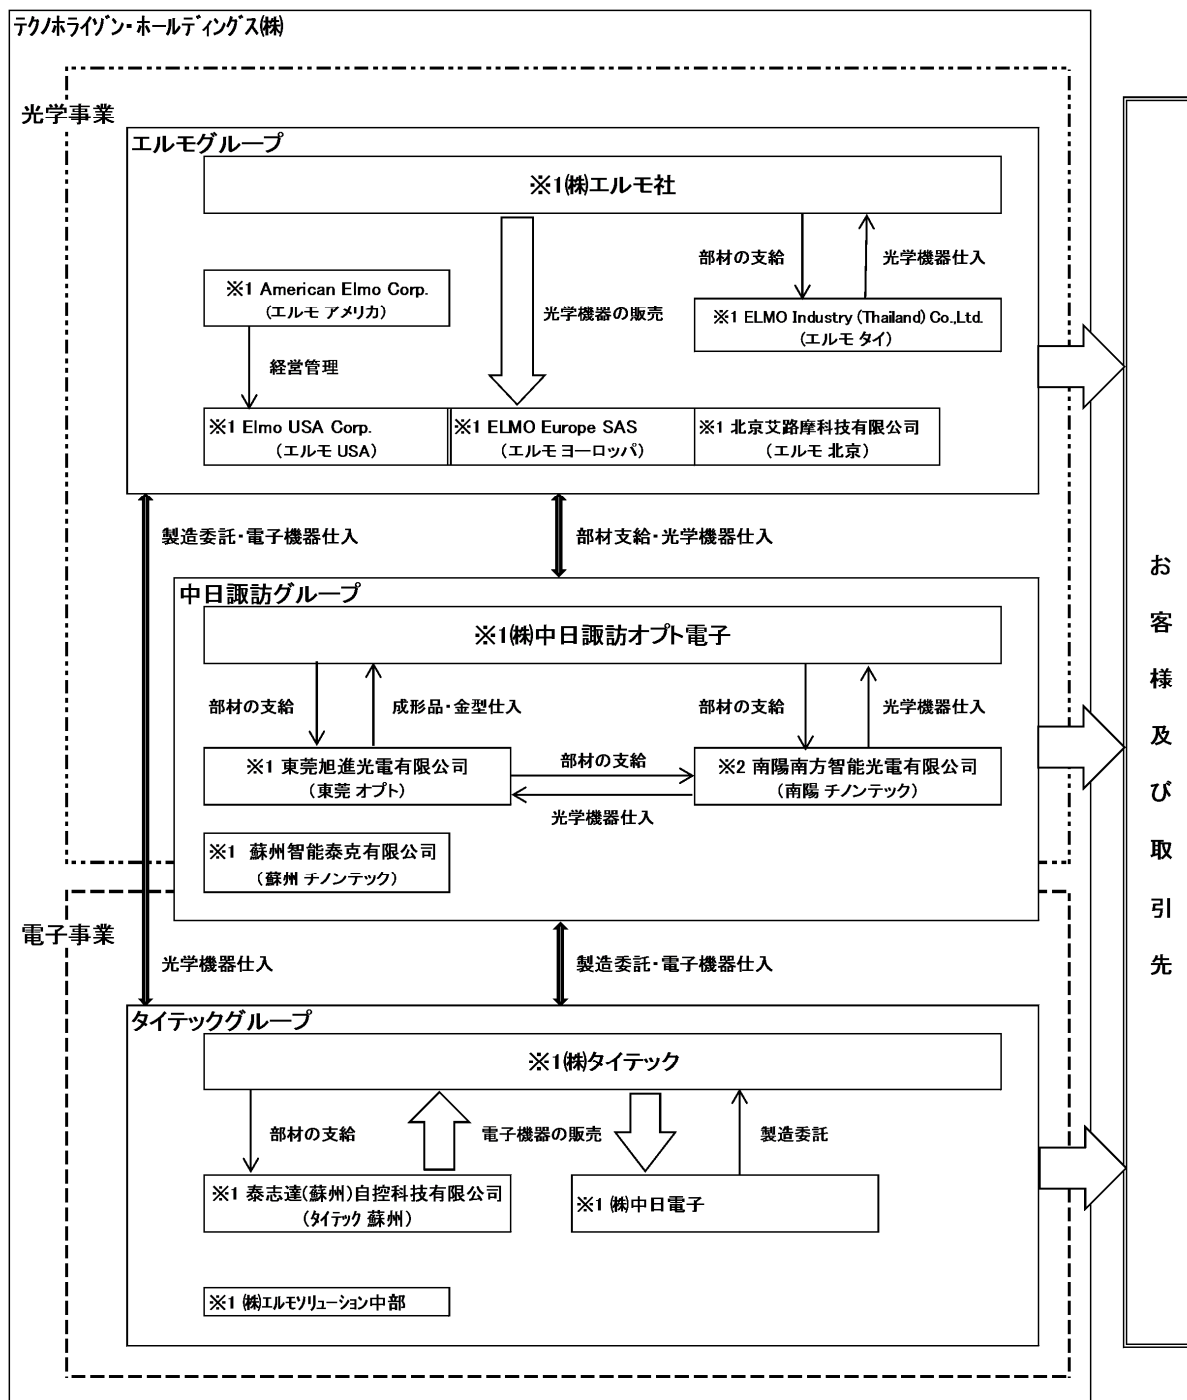 テクノホライゾン・ホールディングス㈱
光学事業
エルモグループ
※1㈱エルモ社
部材の支給
光学機器仕入
※1 American Elmo Corp.
(エルモ アメリカ)
光学機器の販売
※1 ELMO Industry (Thailand) Co.,Ltd.
(エルモ タイ)
経営管理
※1 Elmo USA Corp.
(エルモ USA)
※1 ELMO Europe SAS
(エルモ ヨーロッパ)
※1 北京艾路摩科技有限公司
(エルモ 北京)
製造委託・電子機器仕入
部材支給・光学機器仕入
中日諏訪グループ
※1㈱中日諏訪オプト電子
部材の支給
成形品・金型仕入
部材の支給
光学機器仕入
※1 東莞旭進光電有限公司
(東莞 オプト)
部材の支給
光学機器仕入
※2 南陽南方智能光電有限公司
(南陽 チノンテック)
※1 蘇州智能泰克有限公司
(蘇州 チノンテック)
電子事業
光学機器仕入
製造委託・電子機器仕入
タイテックグループ
※1㈱タイテック
部材の支給
電子機器の販売
製造委託
※1 泰志達(蘇州)自控科技有限公司
(タイテック 蘇州)
※1 ㈱中日電子
※1 ㈱エルモソリューション中部
お客様及び取引先